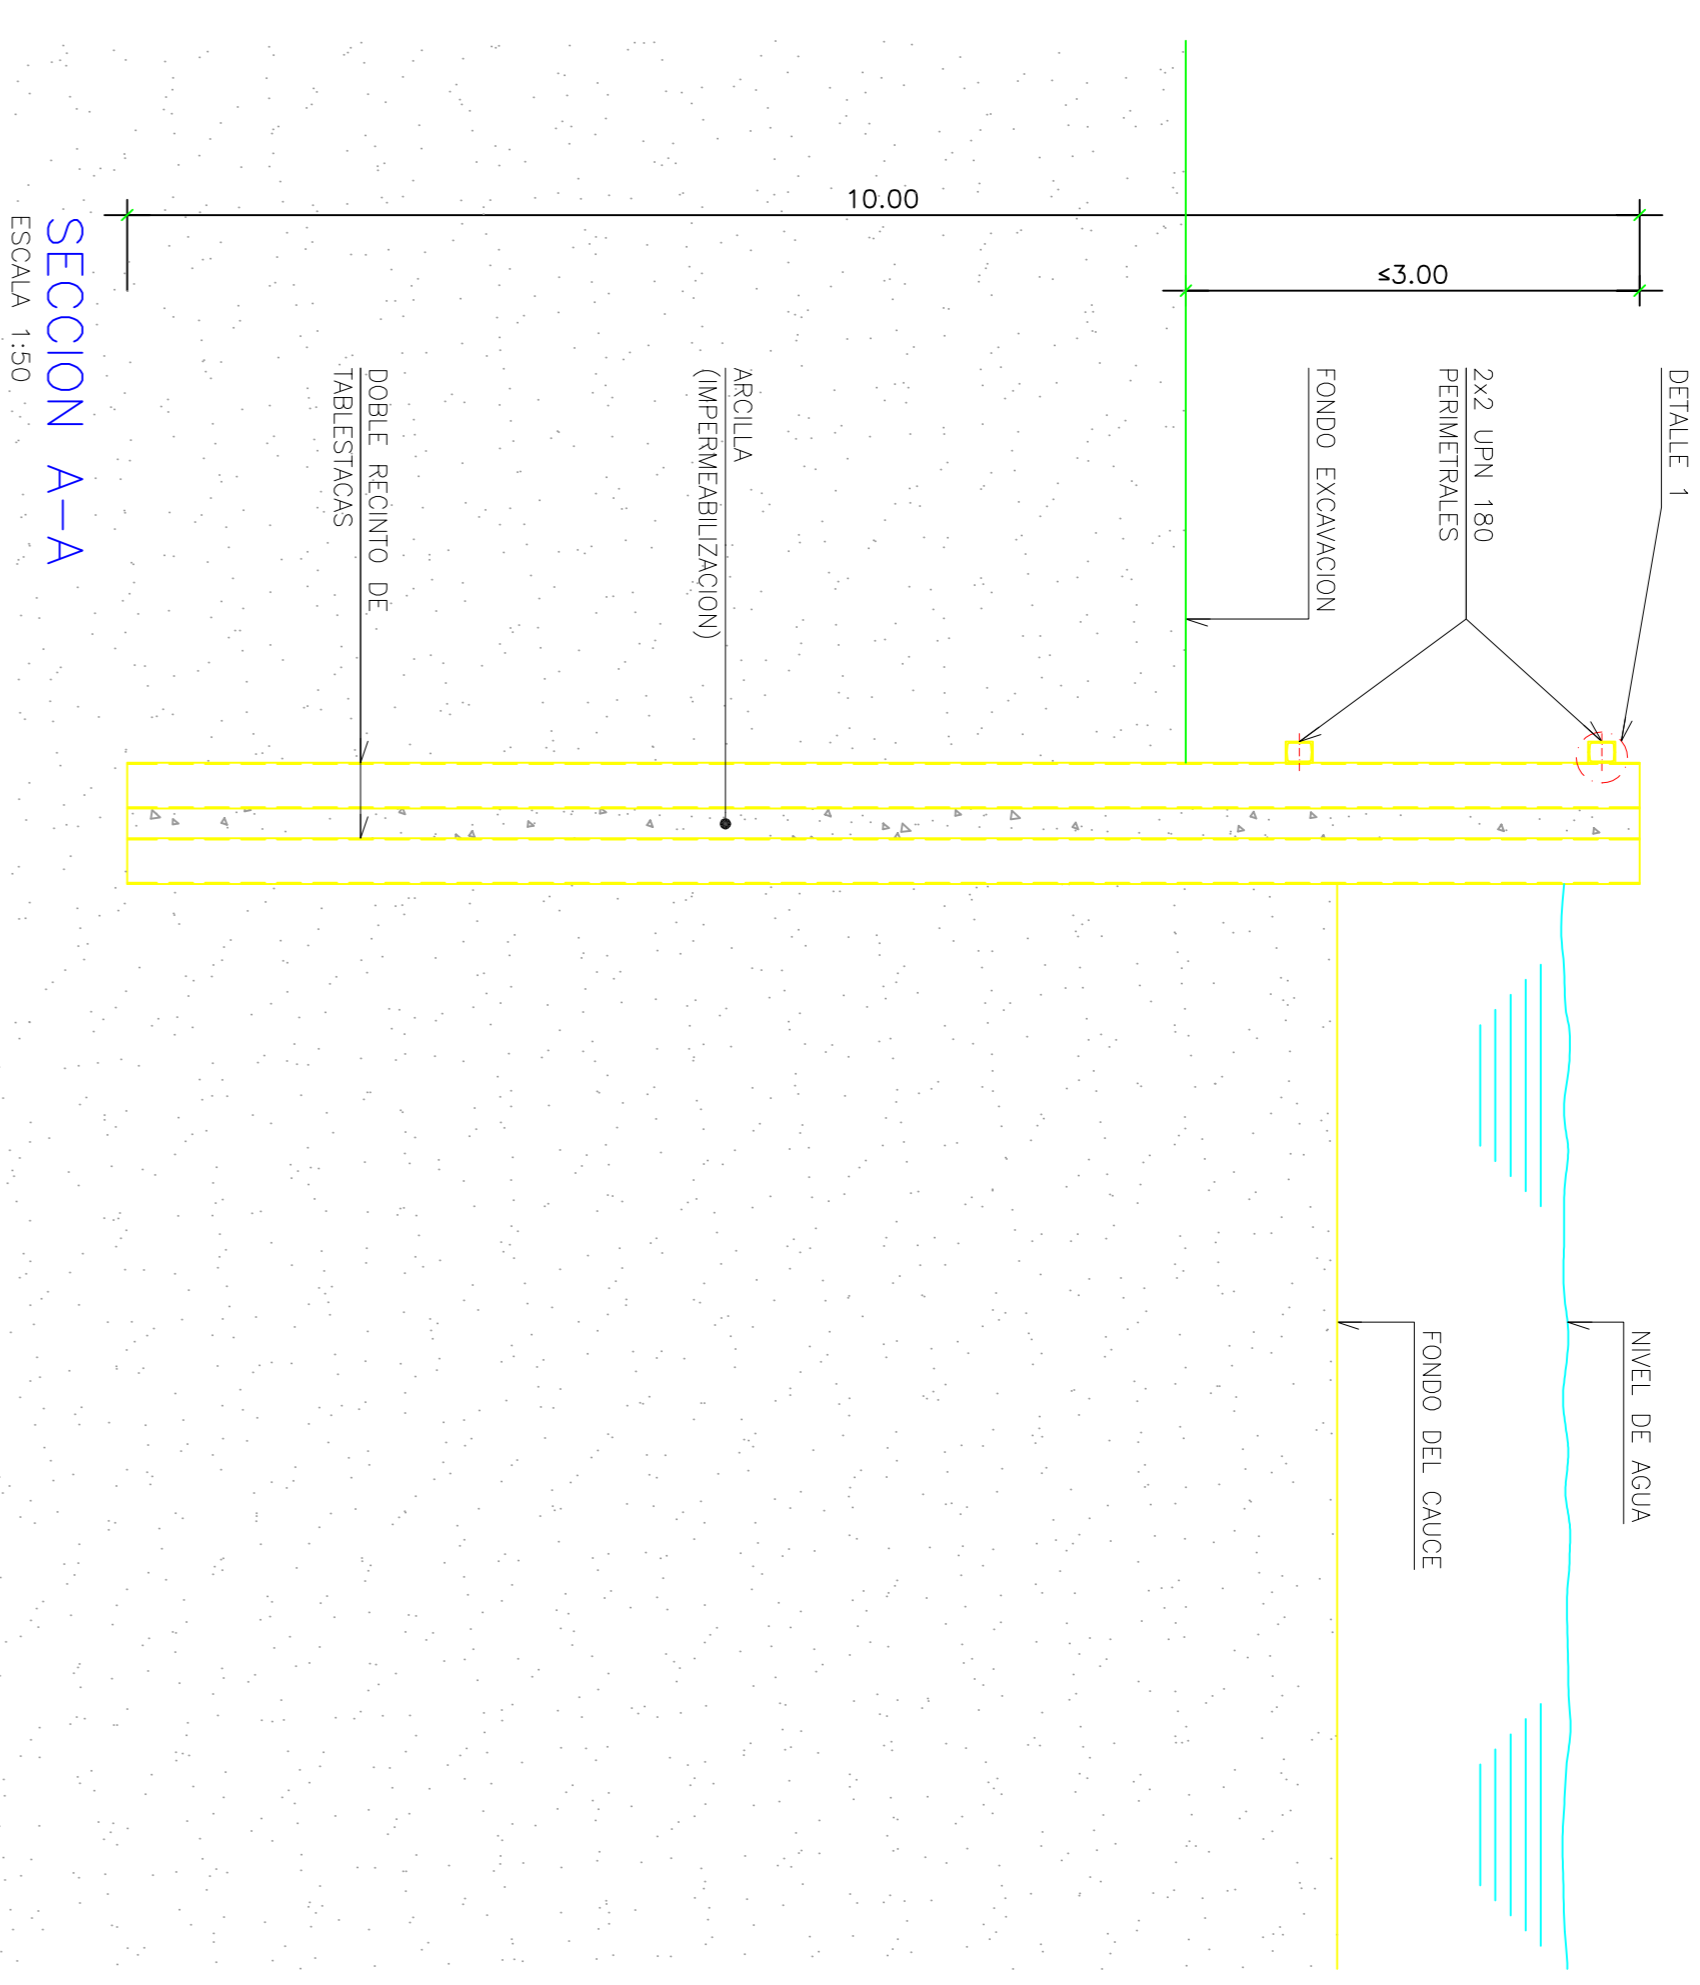 DETALLE 1
2x2 UPN 180
PERIMETRALES
FONDO EXCAVACION
NIVEL DE AGUA
FONDO DEL CAUCE
≤3.00
10.00
ARCILLA
(IMPERMEABILIZACION)
DOBLE RECINTO DE
TABLESTACAS
SECCION A-A
ESCALA 1:50